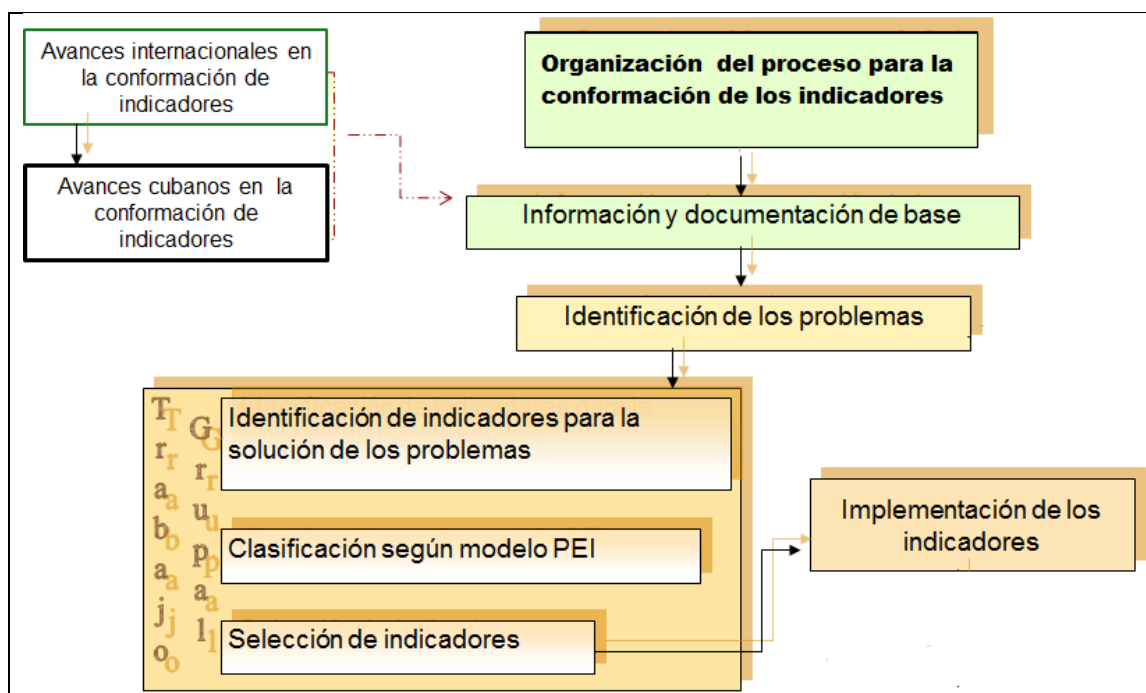 Avances internacionales en
la conformación de
indicadores
Avances cubanos en la
conformación de
indicadores
Organización del proceso para la
conformación de los indicadores
Información y documentación de base
Identificación de los problemas
Trabajo
Grupal
Identificación de indicadores para la
solución de los problemas
Clasificación según modelo PEI
Selección de indicadores
Implementación de los
indicadores